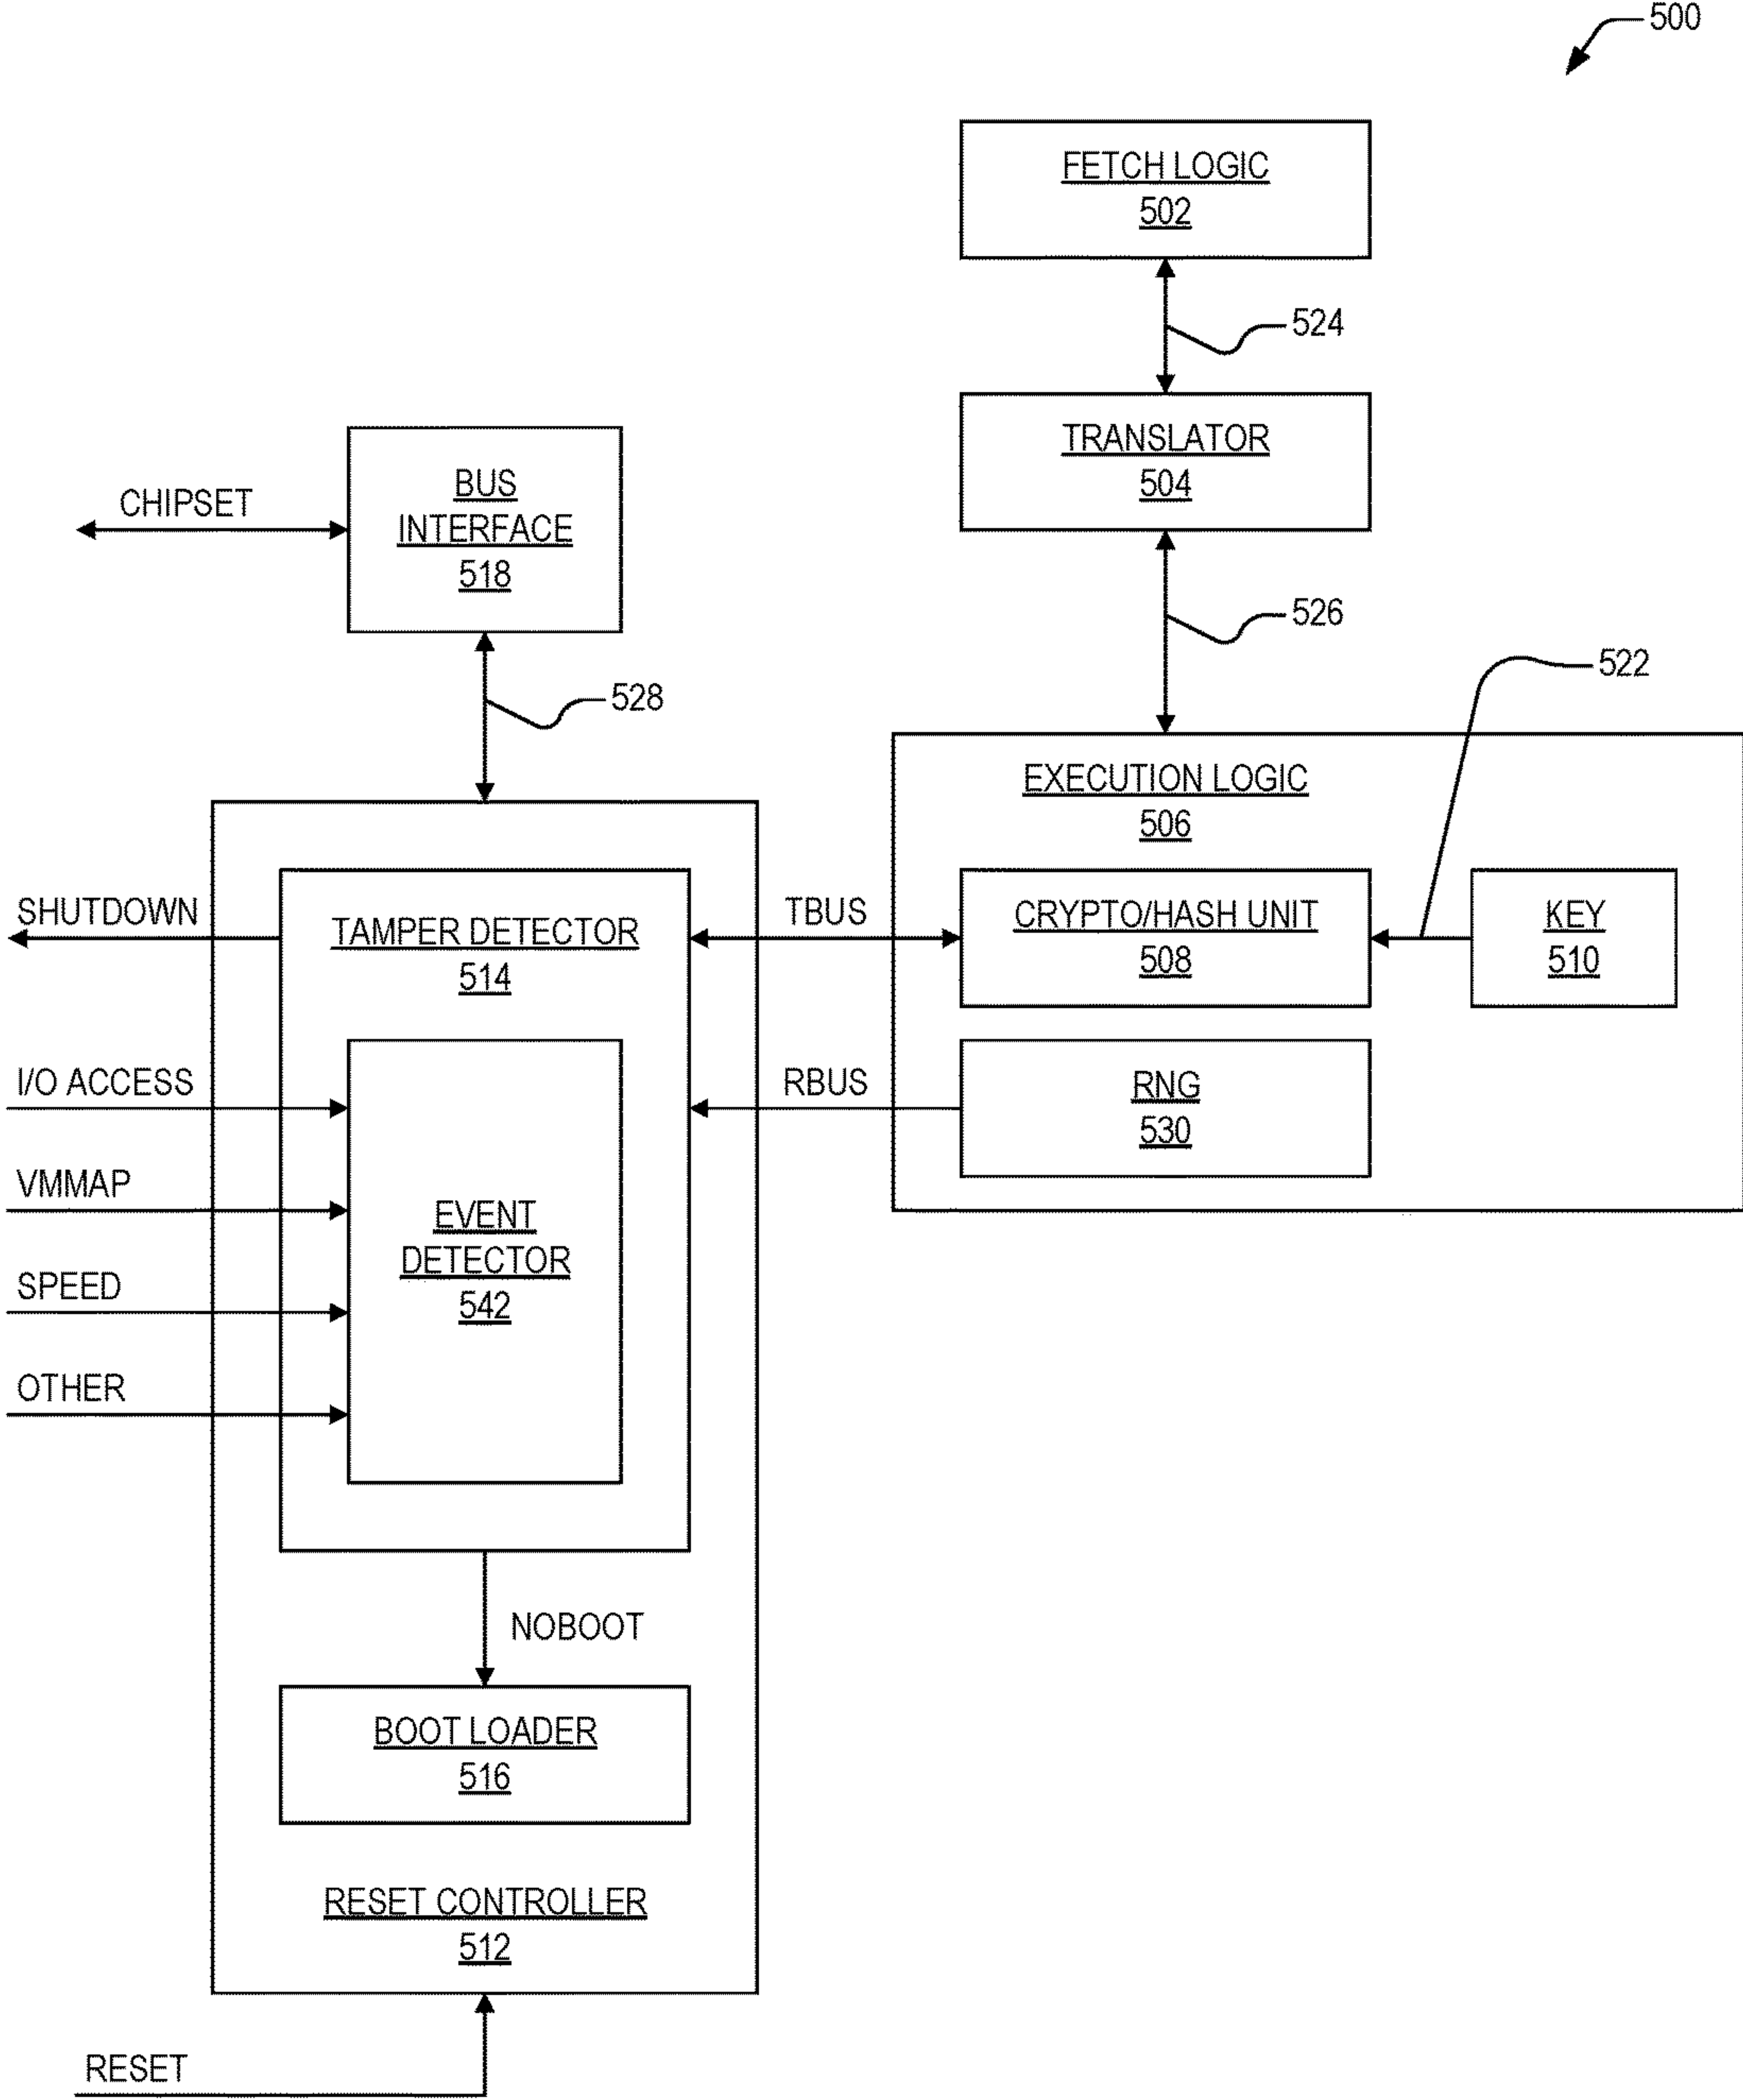 500
FETCH LOGIC
502
524
TRANSLATOR
504
BUS
INTERFACE
518
CHIPSET
526
522
528
EXECUTION LOGIC
506
SHUTDOWN
TAMPER DETECTOR
514
TBUS
CRYPTO/HASH UNIT
508
KEY
510
I/O ACCESS
RBUS
RNG
530
VMMAP
EVENT
DETECTOR
542
SPEED
OTHER
NOBOOT
BOOT LOADER
516
RESET CONTROLLER
512
RESET